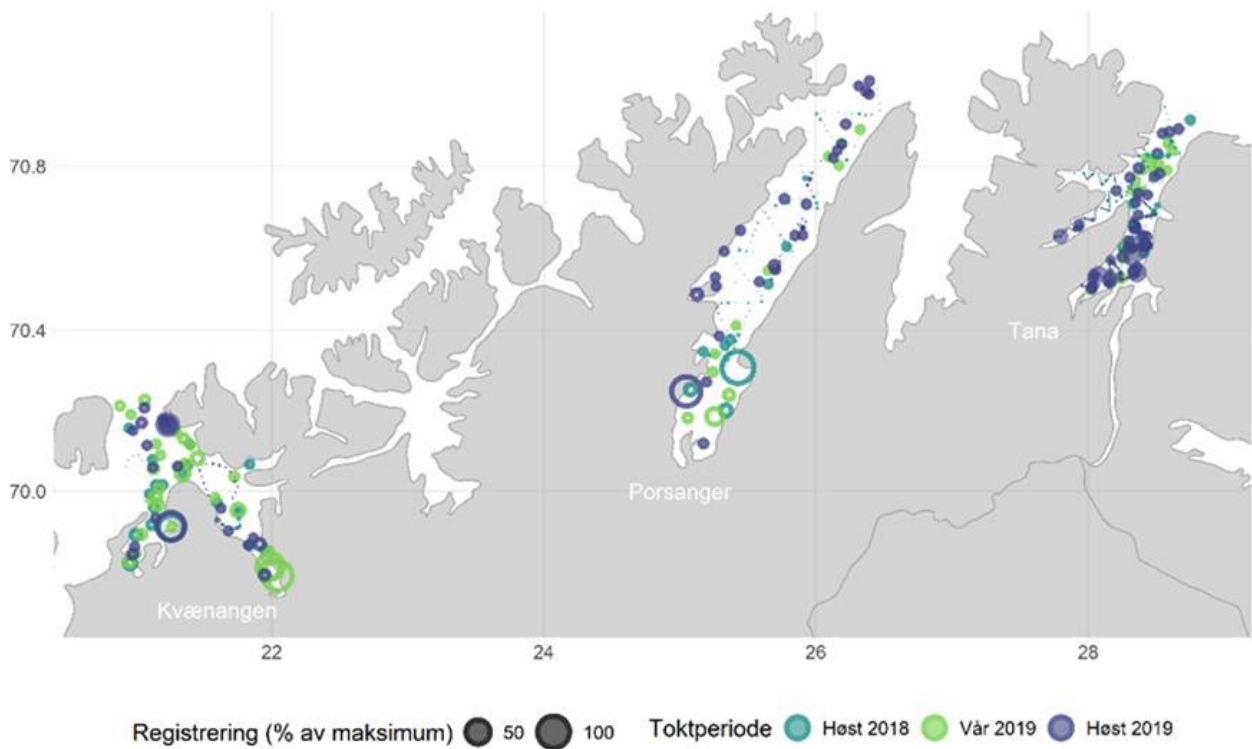 70.8
70.4
Tana
70.0
Porsanger
Kvænangen
22 24 26 28
Registrering (% av maksimum) 50 100 Toktperiode Høst 2018 Vår 2019 Høst 2019